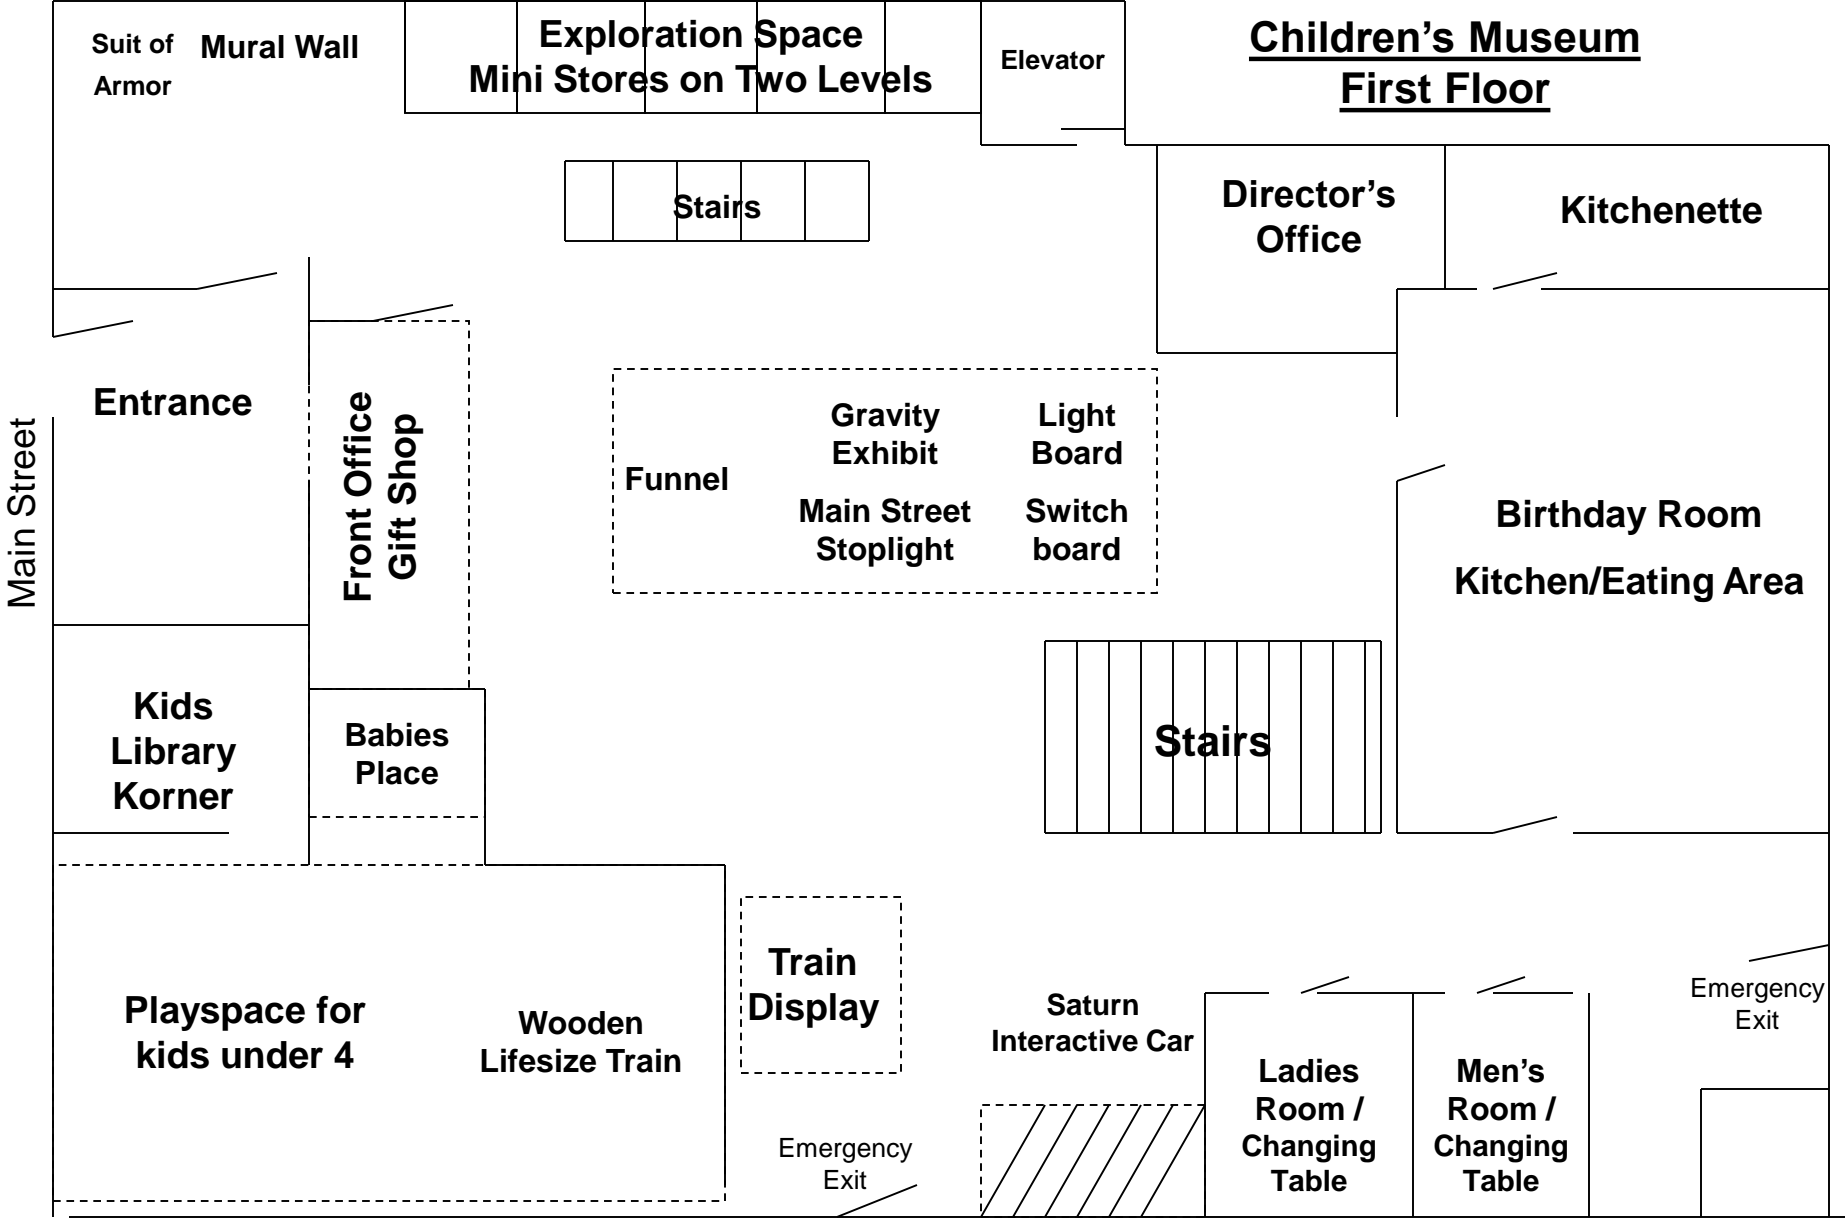 Suit of
Armor
Mural Wall
Exploration Space
Mini Stores on Two Levels
Elevator
Children’s Museum
First Floor
Stairs
Director’s
Office
Kitchenette
Main Street
Entrance
Front Office
Gift Shop
Funnel
Gravity
Exhibit
Light
Board
Main Street
Stoplight
Switch
board
Birthday Room
Kitchen/Eating Area
Kids
Library
Korner
Babies
Place
Stairs
Playspace for
kids under 4
Wooden
Lifesize Train
Train
Display
Saturn
Interactive Car
Emergency
Exit
Ladies
Room /
Changing
Table
Men’s
Room /
Changing
Table
Emergency
Exit